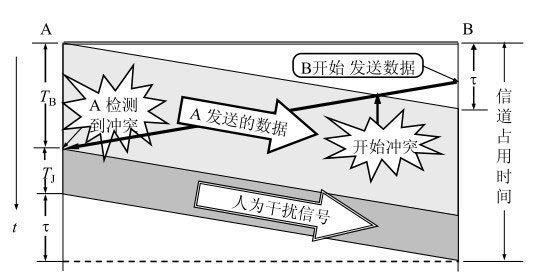 A
B
B开始 发送数据
τ
T_B
A 检测
到冲突
A 发送的数据
开始冲突
信道占用时间
T_J
人为干扰信号
t
τ